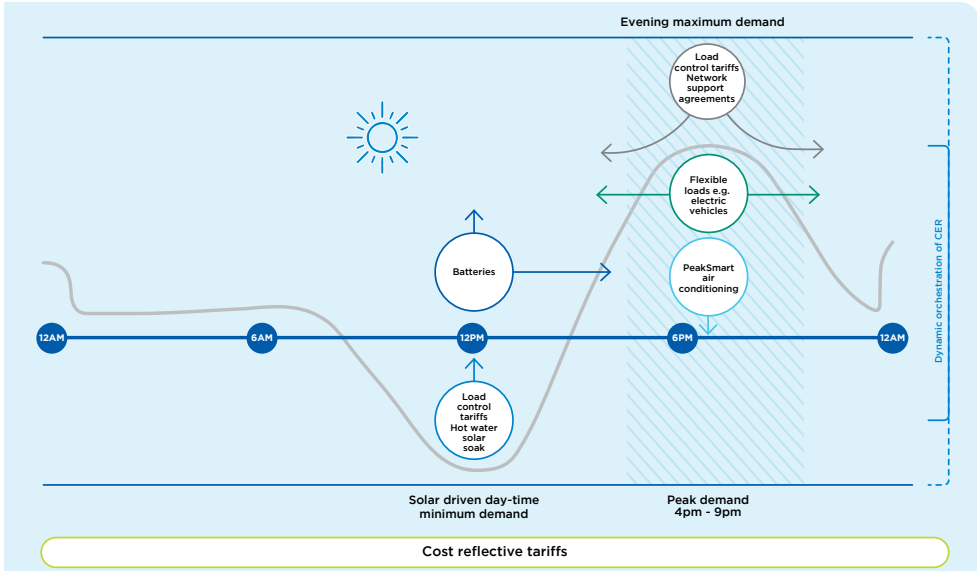 Evening maximum demand
Load
control tariffs
Network
support
agreements
Flexible
loads e.g.
electric
vehicles
Batteries
PeakSmart
air
conditioning
12AM
6AM
12PM
6PM
12AM
Load
control
tariffs
Hot water
solar
soak
Dynamic orchestration of CER
Solar driven day-time
minimum demand
Peak demand
4pm - 9pm
Cost reflective tariffs